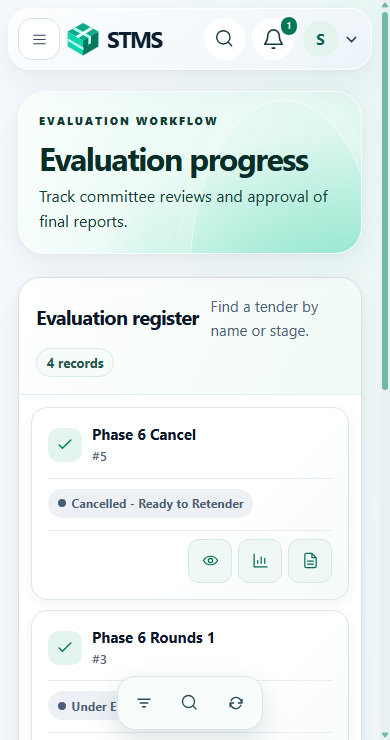 STMS
1
S
EVALUATION WORKFLOW
Evaluation progress
Track committee reviews and approval of
final reports.
Evaluation register
Find a tender by
name or stage.
4 records
Phase 6 Cancel
#5
Cancelled - Ready to Retender
Phase 6 Rounds 1
#3
Under